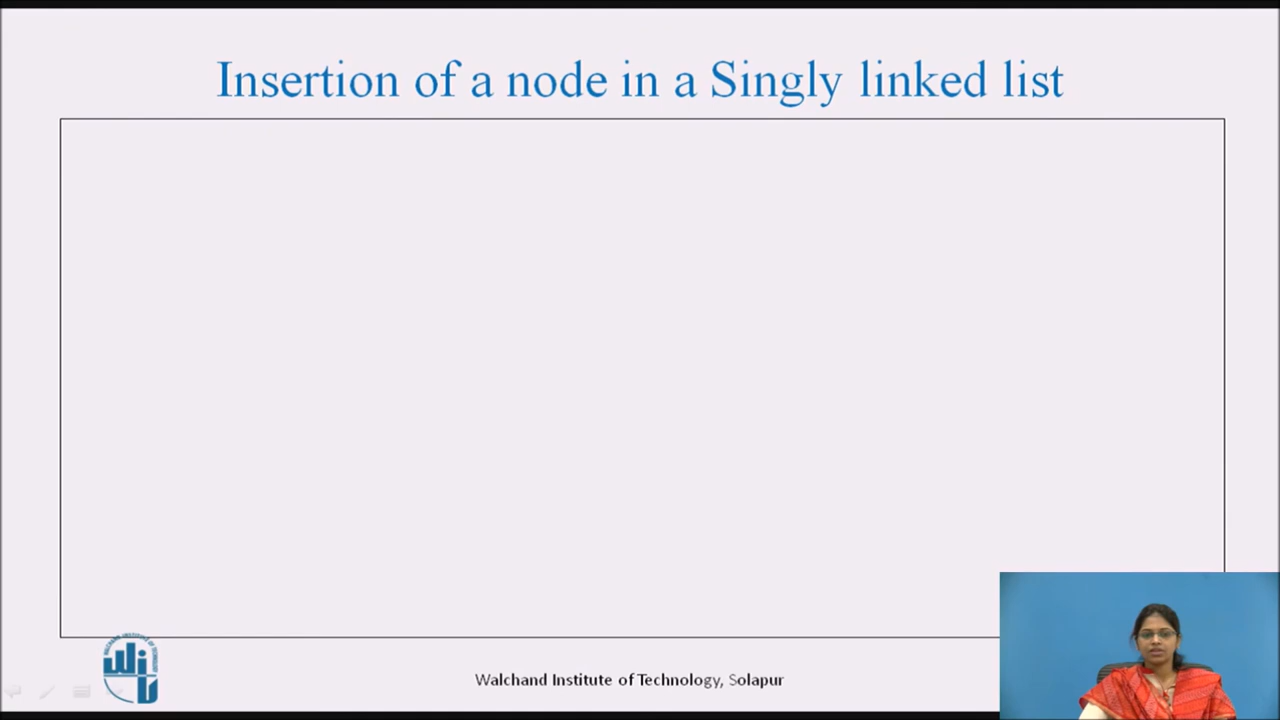 Insertion of a node in a Singly linked list
Walchand Institute of Technology, Solapur